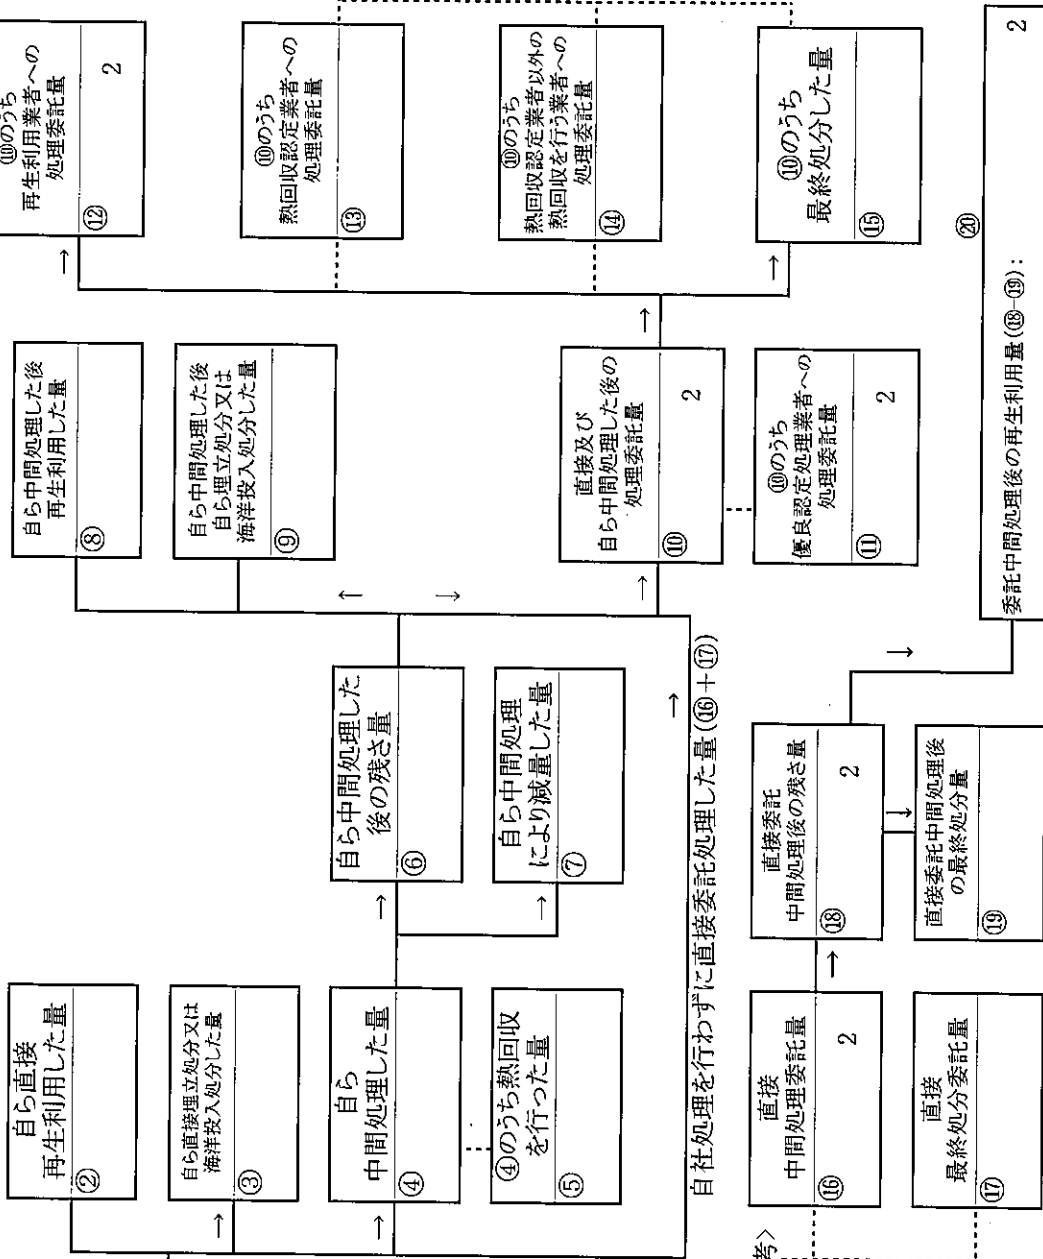 自ら直接
再生利用した量
②
自ら直接埋立処分又は
海洋投入処分した量
③
自ら
中間処理した量
④
④のうち熱回収
を行った量
⑤
自ら中間処理した
後の残さ量
⑥
自ら中間処理
により減量した量
⑦
自ら中間処理した後
再生利用した量
⑧
自ら中間処理した後
自ら埋立処分又は
海洋投入処分した量
⑨
直接及び
自ら中間処理した後の
処理委託量
⑩ 2
⑩のうち
優良認定処理業者への
処理委託量
⑪ 2
⑩のうち
再生利用業者への
処理委託量
⑫ 2
⑩のうち
熱回収認定業者への
処理委託量
⑬
⑩のうち
熱回収認定業者以外の
熱回収を行う業者への
処理委託量
⑭
⑩のうち
最終処分した量
⑮
自社処理を行わずに直接委託処理した量(⑯+⑰)
考>
直接
中間処理委託量
⑯ 2
直接
最終処分委託量
⑰
直接委託
中間処理後の残さ量
⑱ 2
直接委託中間処理後
の最終処分量
⑲
⑳
委託中間処理後の再生利用量(⑱-⑲): 2